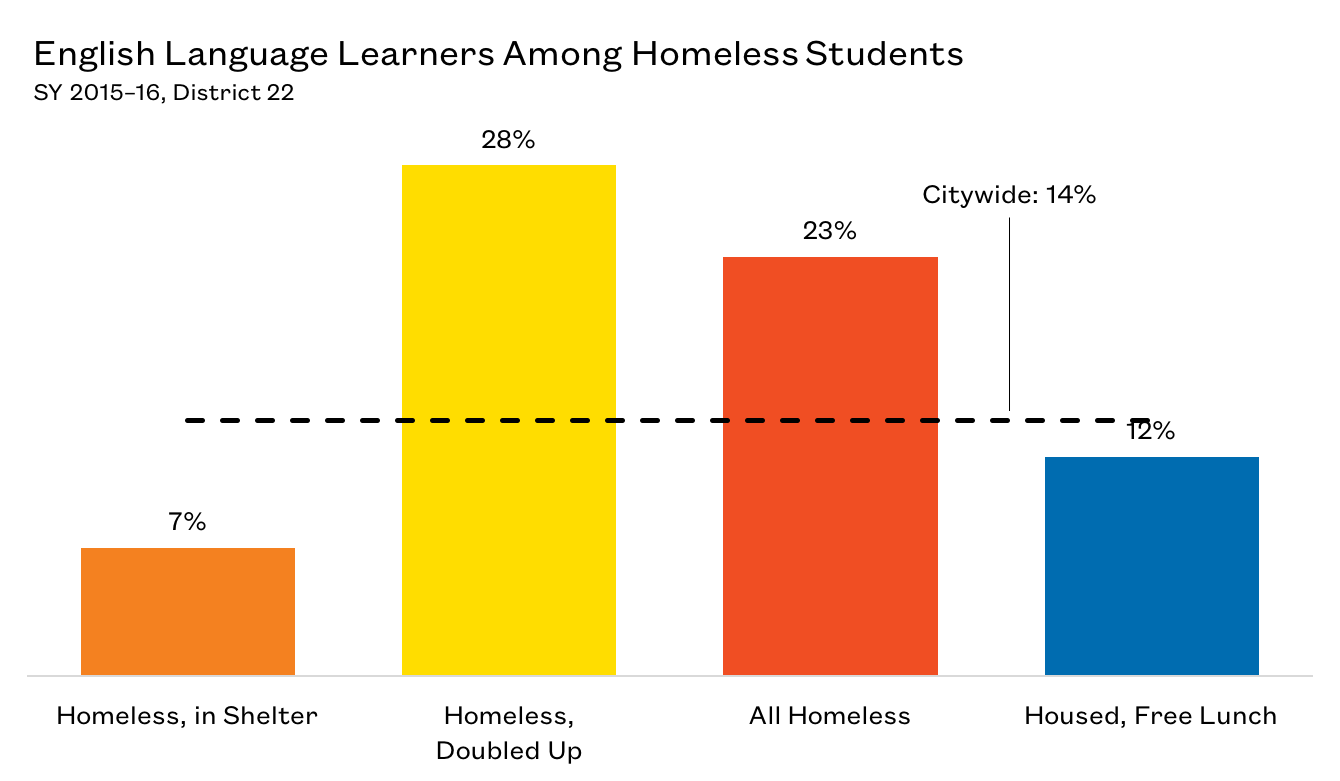 English Language Learners Among Homeless Students
SY 2015–16, District 22
28%
Citywide: 14%
23%
12%
7%
Homeless, in Shelter
Homeless,
Doubled Up
All Homeless
Housed, Free Lunch